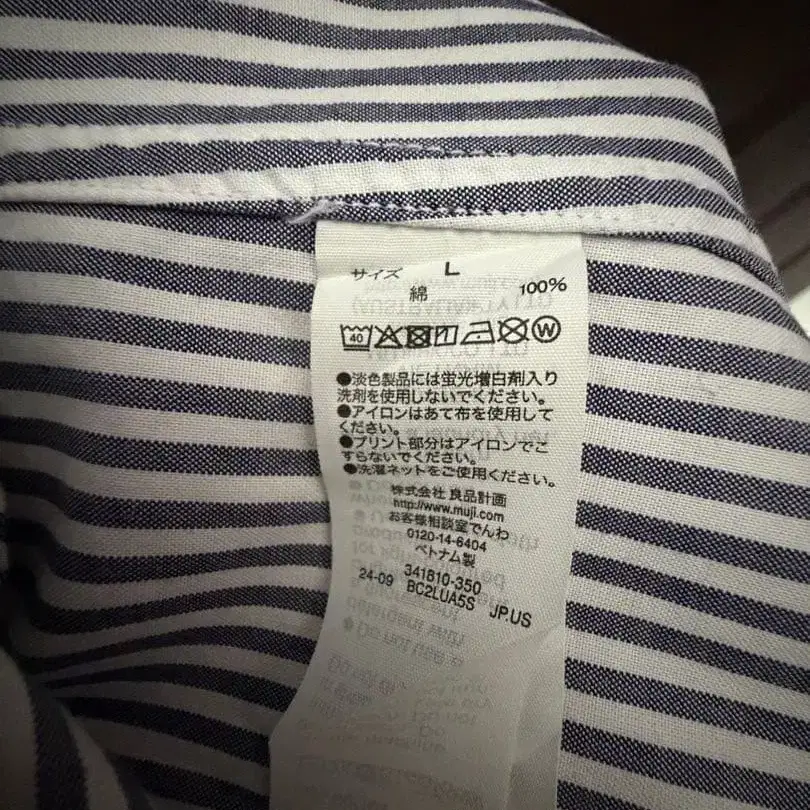 サイズ L
綿 100%
40 W
●淡色製品には蛍光増白剤入り
洗剤を使用しないでください。
●アイロンはあて布を使用して
ください。
●プリント部分はアイロンでこ
すらないでください。
●洗濯ネットをご使用ください。
株式会社 良品計画
http://www.muji.com
お客様相談室でんわ
0120-14-6404
ベトナム製
341810-350
24-09 BC2LUA5S JP.US